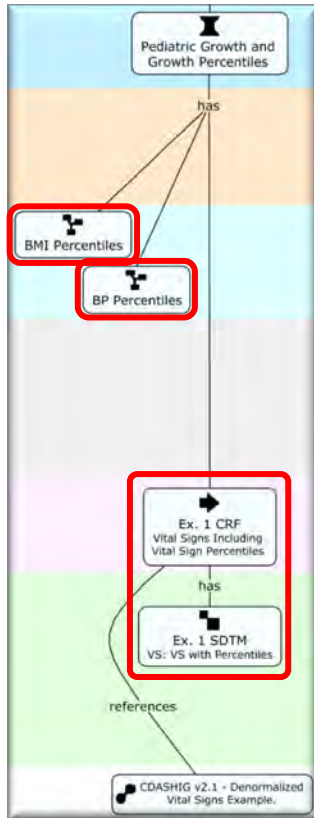 Pediatric Growth and
Growth Percentiles
has
BMI Percentiles
BP Percentiles
Ex. 1 CRF
Vital Signs Including
Vital Sign Percentiles
has
Ex. 1 SDTM
VS: VS with Percentiles
references
CDASHIG v2.1 - Denormalized
Vital Signs Example.